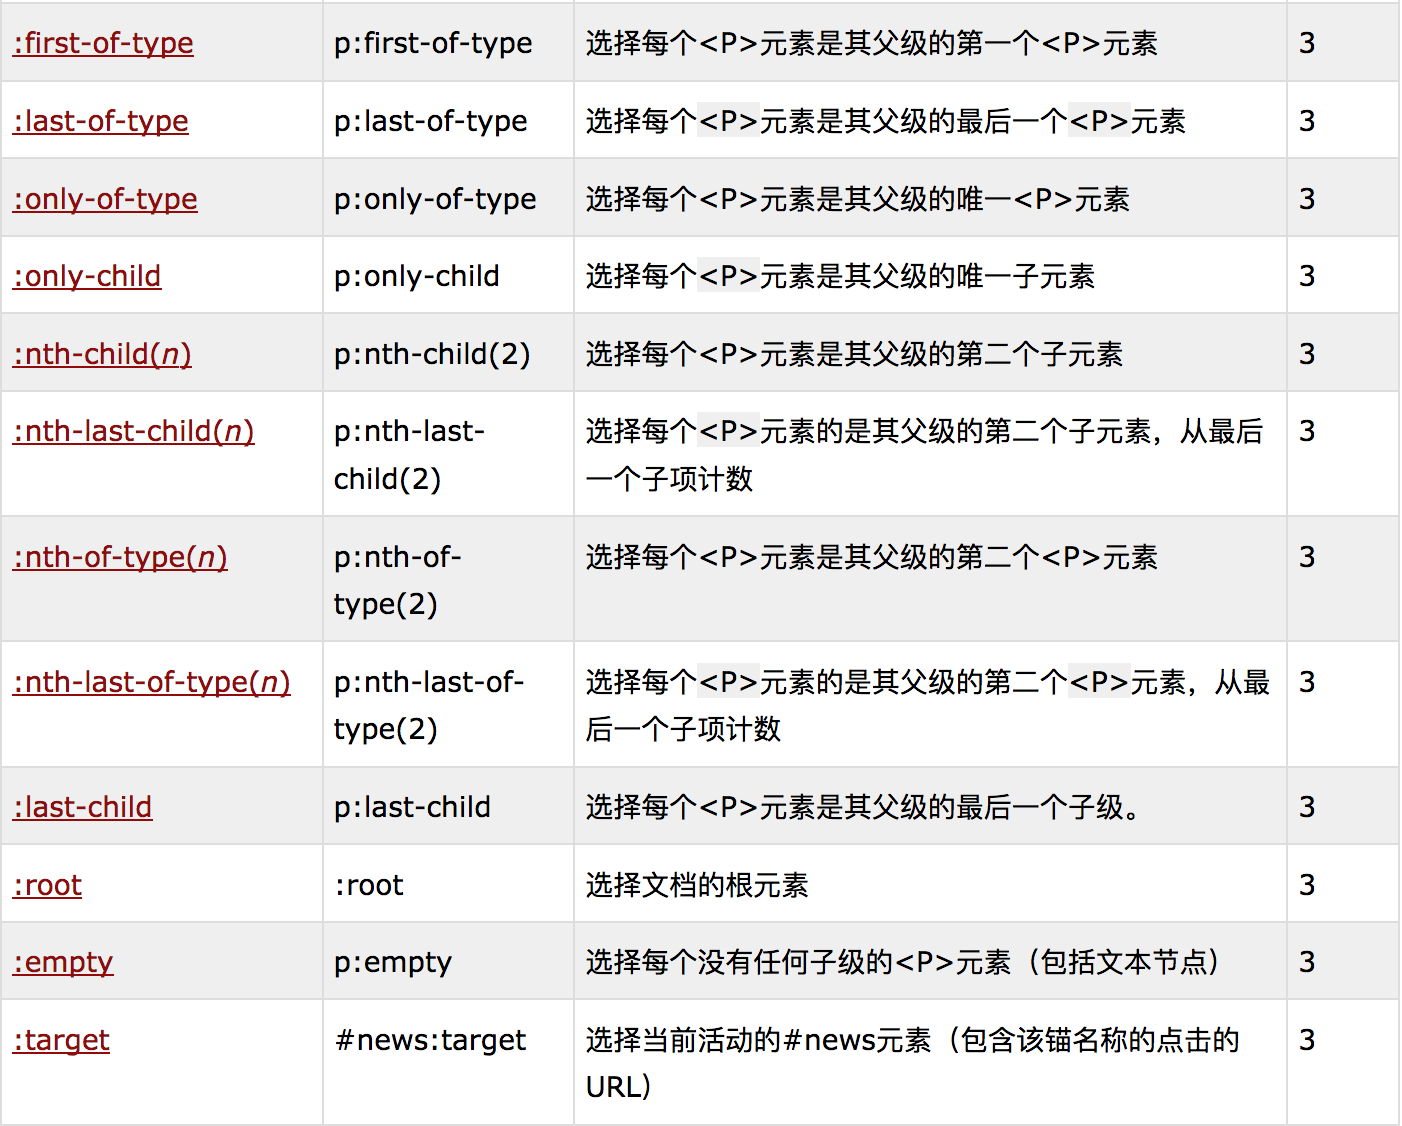 :first-of-type p:first-of-type 选择每个<P>元素是其父级的第一个<P>元素 3
:last-of-type p:last-of-type 选择每个<P>元素是其父级的最后一个<P>元素 3
:only-of-type p:only-of-type 选择每个<P>元素是其父级的唯一<P>元素 3
:only-child p:only-child 选择每个<P>元素是其父级的唯一子元素 3
:nth-child(n) p:nth-child(2) 选择每个<P>元素是其父级的第二个子元素 3
:nth-last-child(n) p:nth-last- 选择每个<P>元素的是其父级的第二个子元素，从最后 3
child(2) 一个子项计数
:nth-of-type(n) p:nth-of- 选择每个<P>元素是其父级的第二个<P>元素 3
type(2)
:nth-last-of-type(n) p:nth-last-of- 选择每个<P>元素的是其父级的第二个<P>元素，从最 3
type(2) 后一个子项计数
:last-child p:last-child 选择每个<P>元素是其父级的最后一个子级。 3
:root :root 选择文档的根元素 3
:empty p:empty 选择每个没有任何子级的<P>元素（包括文本节点） 3
:target #news:target 选择当前活动的#news元素（包含该锚名称的点击的 3
URL）